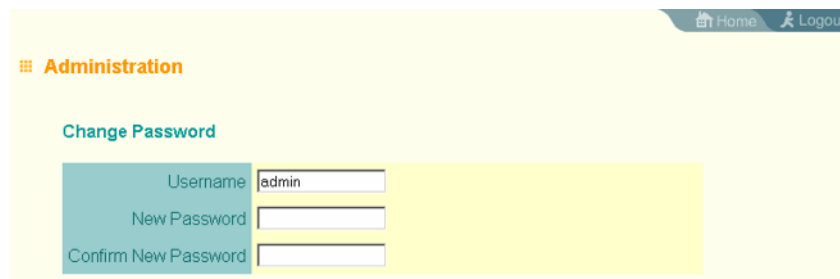 Home Logou
Administration
Change Password
Username admin
New Password
Confirm New Password